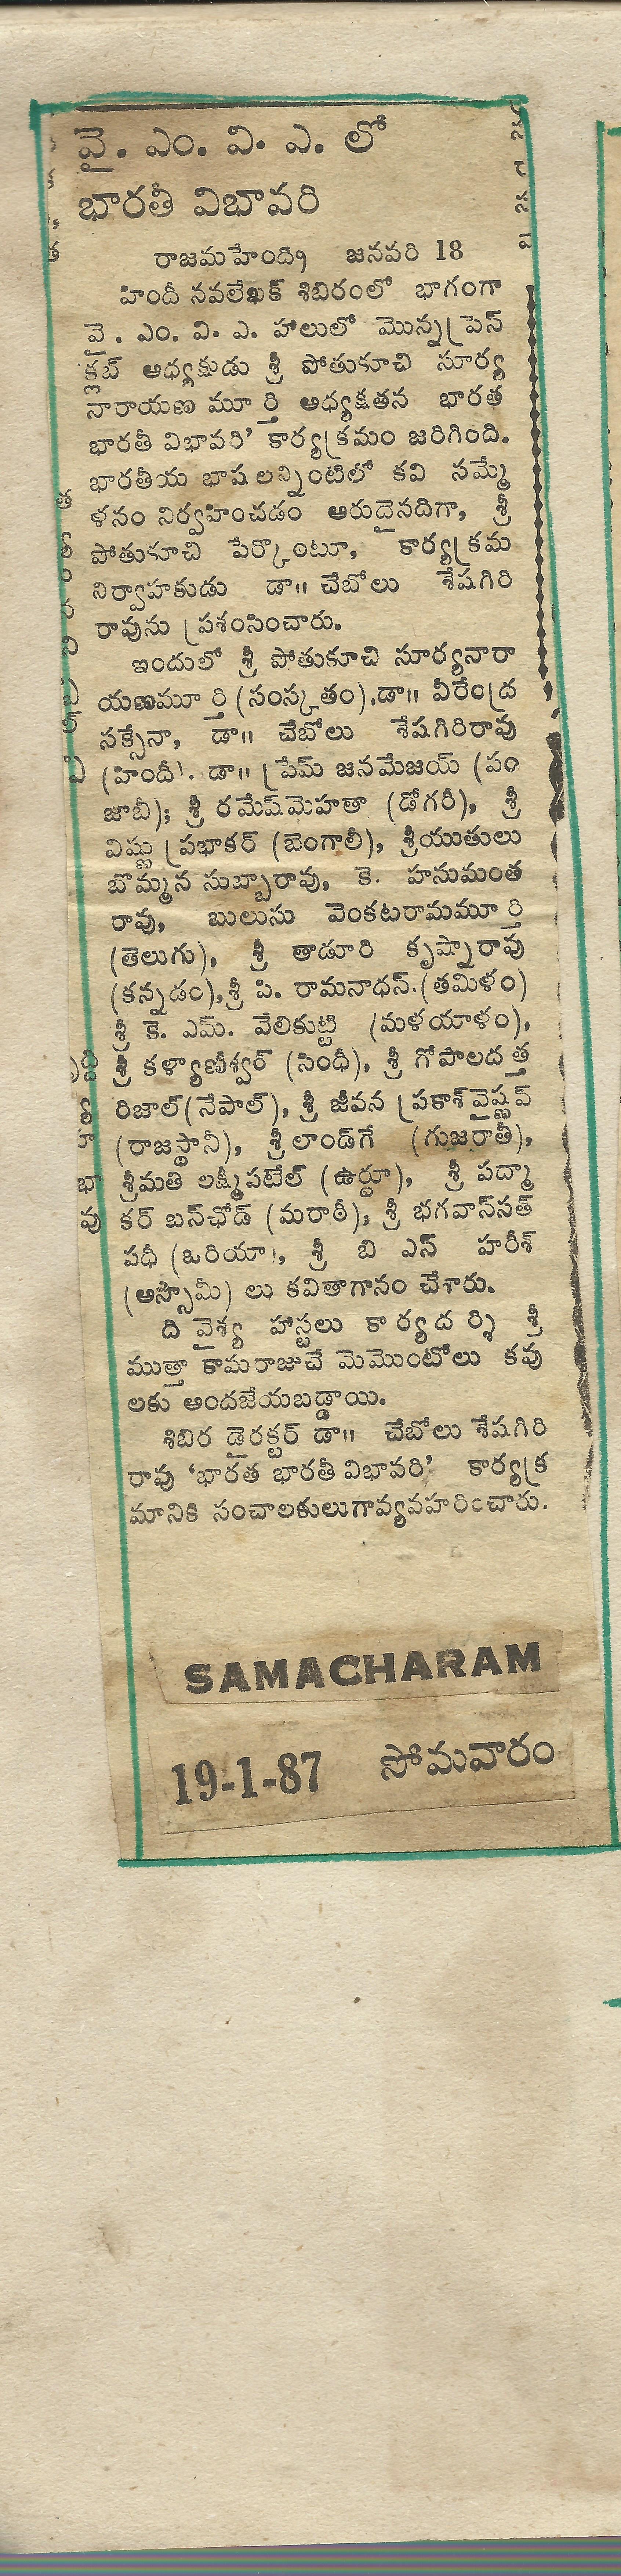 వై. ఎం. వి. ఎ. లో
భారతీ విభావరి
రాజమహేంద్రి జనవరి 18
హిందీ నవలేఖక్ శిబిరంలో భాగంగా
వై. ఎం. వి. ఎ. హాలులో మొన్న ప్రెస్
క్లబ్ అధ్యక్షుడు శ్రీ పోతుకూచి సూర్య
నారాయణ మూర్తి అధ్యక్షతన భారత
భారతీ విభావరి’ కార్యక్రమం జరిగింది.
భారతీయ భాషలన్నింటిలో కవి సమ్మే
ళనం నిర్వహించడం అరుదైనదిగా, శ్రీ
పోతుకూచి పేర్కొంటూ, కార్యక్రమ
నిర్వాహకుడు డా॥ చేబోలు శేషగిరి
రావును ప్రశంసించారు.
ఇందులో శ్రీ పోతుకూచి సూర్యనారా
యణమూర్తి (సంస్కృతం), డా॥ వీరేంద్ర
సక్సేనా, డా॥ చేబోలు శేషగిరిరావు
(హిందీ). డా॥ ప్రేమ్ జనమేజయ్ (పం
జాబీ); శ్రీ రమేష్‌మెహతా (డోగరీ), శ్రీ
విష్ణు ప్రభాకర్ (బెంగాలీ), శ్రీయుతులు
బొమ్మన సుబ్బారావు, కె. హనుమంత
రావు, బులుసు వెంకటరామమూర్తి
(తెలుగు), శ్రీ తాడూరి కృష్ణారావు
(కన్నడం), శ్రీ పి. రామనాధన్. (తమిళం)
శ్రీ కె. ఎమ్. వేలికుట్టి (మళయాళం),
శ్రీ కళ్యాణీశ్వర్ (సింధీ), శ్రీ గోపాలదత్త
రిజాల్ (నేపాల్), శ్రీ జీవన ప్రకాశ్ వైష్ణవ్
(రాజస్థానీ), శ్రీ లాండ్‌గే (గుజరాతీ),
శ్రీమతి లక్ష్మీపటేల్ (ఉర్దూ), శ్రీ పద్మా
కర్ బన్‌ఛోడ్ (మరాఠీ), శ్రీ భగవాన్‌సత్
పధీ (ఒరియా), శ్రీ బి ఎన్ హరీశ్
(అస్సామీ) లు కవితాగానం చేశారు.
ది వైశ్య హాస్టలు కార్యదర్శి శ్రీ
ముత్తా కామరాజుచే మెమొంటోలు కవు
లకు అందజేయబడ్డాయి.
శిబిర డైరక్టర్ డా॥ చేబోలు శేషగిరి
రావు ‘భారత భారతీ విభావరి’ కార్యక్ర
మానికి సంచాలకులుగావ్యవహరించారు.
SAMACHARAM
19-1-87 సోమవారం